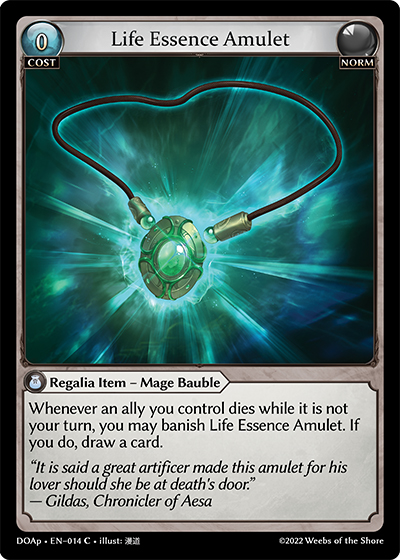 0
Life Essence Amulet
COST
NORM
Regalia Item – Mage Bauble
Whenever an ally you control dies while it is not
your turn, you may banish Life Essence Amulet. If
you do, draw a card.
“It is said a great artificer made this amulet for his
lover should she be at death's door.”
— Gildas, Chronicler of Aesa
DOAp • EN–014 C • illust: 漫道
©2022 Weebs of the Shore